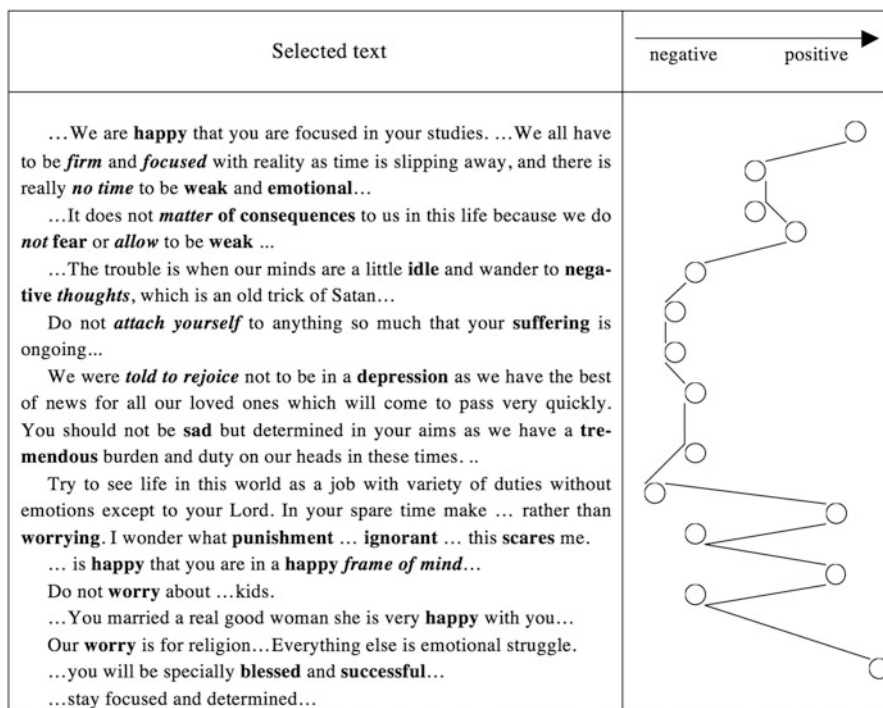 Selected text
negative positive
…We are happy that you are focused in your studies. …We all have
to be firm and focused with reality as time is slipping away, and there is
really no time to be weak and emotional…
…It does not matter of consequences to us in this life because we do
not fear or allow to be weak ...
…The trouble is when our minds are a little idle and wander to nega-
tive thoughts, which is an old trick of Satan…
Do not attach yourself to anything so much that your suffering is
ongoing...
We were told to rejoice not to be in a depression as we have the best
of news for all our loved ones which will come to pass very quickly.
You should not be sad but determined in your aims as we have a tre-
mendous burden and duty on our heads in these times. ..
Try to see life in this world as a job with variety of duties without
emotions except to your Lord. In your spare time make … rather than
worrying. I wonder what punishment … ignorant … this scares me.
… is happy that you are in a happy frame of mind…
Do not worry about …kids.
…You married a real good woman she is very happy with you…
Our worry is for religion…Everything else is emotional struggle.
…you will be specially blessed and successful…
…stay focused and determined…